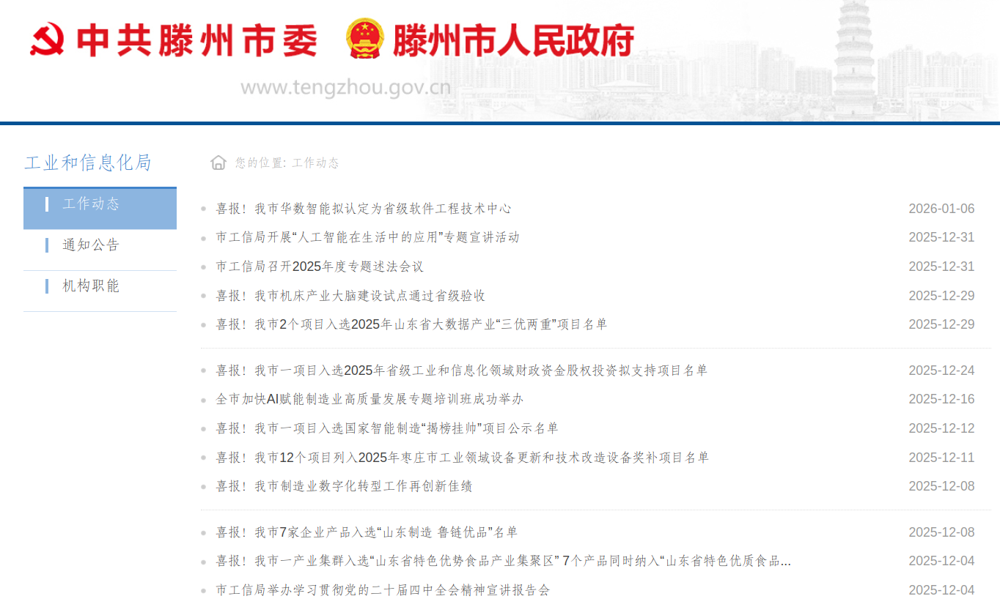 中共滕州市委 滕州市人民政府
www.tengzhou.gov.cn
工业和信息化局
您的位置: 工作动态
工作动态
通知公告
机构职能
喜报！我市华数智能拟认定为省级软件工程技术中心 2026-01-06
市工信局开展“人工智能在生活中的应用”专题宣讲活动 2025-12-31
市工信局召开2025年度专题述法会议 2025-12-31
喜报！我市机床产业大脑建设试点通过省级验收 2025-12-29
喜报！我市2个项目入选2025年山东省大数据产业“三优两重”项目名单 2025-12-29
喜报！我市一项目入选2025年省级工业和信息化领域财政资金股权投资拟支持项目名单 2025-12-24
全市加快AI赋能制造业高质量发展专题培训班成功举办 2025-12-16
喜报！我市一项目入选国家智能制造“揭榜挂帅”项目公示名单 2025-12-12
喜报！我市12个项目列入2025年枣庄市工业领域设备更新和技术改造设备奖补项目名单 2025-12-11
喜报！我市制造业数字化转型工作再创新佳绩 2025-12-08
喜报！我市7家企业产品入选“山东制造 鲁链优品”名单 2025-12-08
喜报！我市一产业集群入选“山东省特色优势食品产业集聚区” 7个产品同时纳入“山东省特色优质食品... 2025-12-04
市工信局举办学习贯彻党的二十届四中全会精神宣讲报告会 2025-12-04